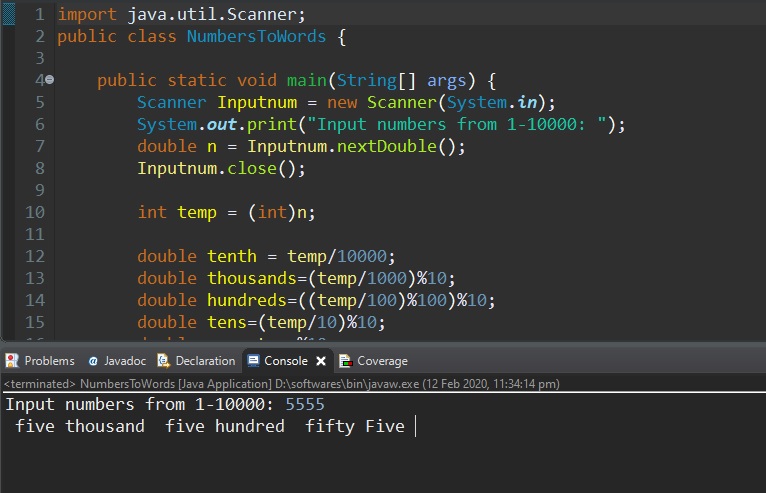 1 import java.util.Scanner;
2 public class NumbersToWords {
3
4 public static void main(String[] args) {
5 Scanner Inputnum = new Scanner(System.in);
6 System.out.print("Input numbers from 1-10000: ");
7 double n = Inputnum.nextDouble();
8 Inputnum.close();
9
10 int temp = (int)n;
11
12 double tenth = temp/10000;
13 double thousands=(temp/1000)%10;
14 double hundreds=((temp/100)%100)%10;
15 double tens=(temp/10)%10;
Problems @ Javadoc Declaration Console Coverage
<terminated> NumbersToWords [Java Application] D:\softwares\bin\javaw.exe (12 Feb 2020, 11:34:14 pm)
Input numbers from 1-10000: 5555
five thousand  five hundred  fifty Five